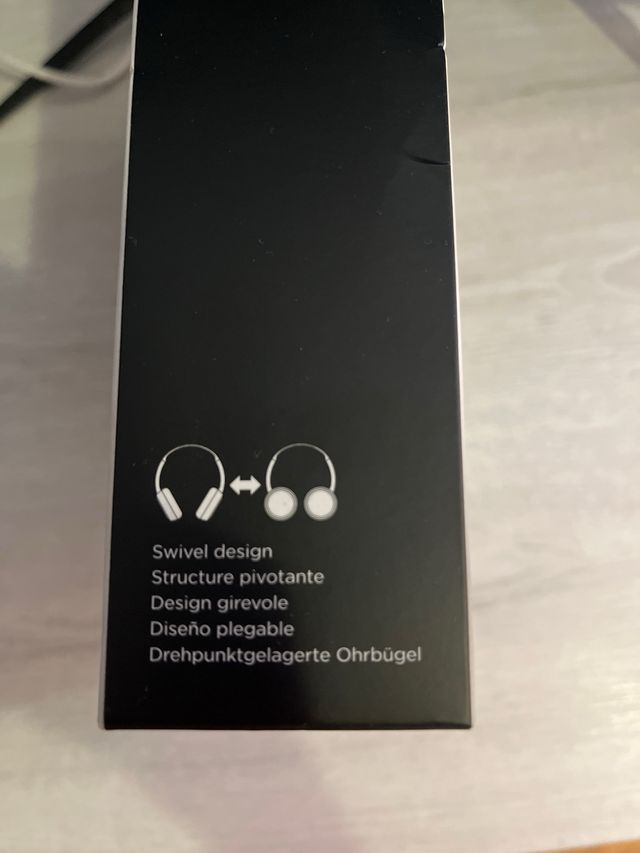 Swivel design
Structure pivotante
Design girevole
Diseño plegable
Drehpunktgelagerte Ohrbügel